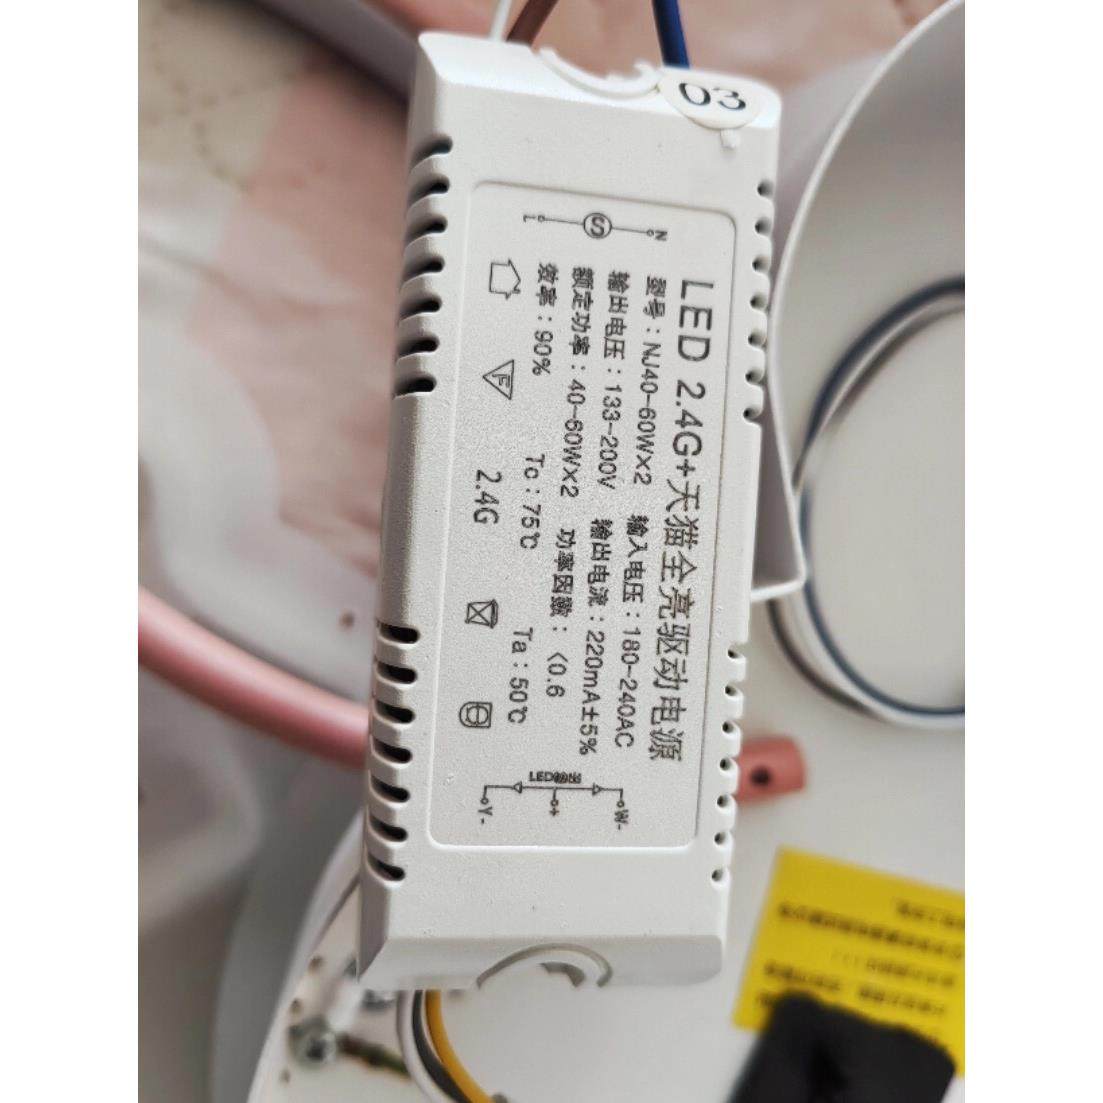 03
L S N
LED 2.4G+天猫全亮驱动电源
型号：NJ40-60W×2 输入电压：180-240AC
输出电压：133-200V 输出电流：220mA±5%
额定功率：40-60W×2 功率因数：<0.6
效率：90% Tc：75℃ Ta：50℃
F 2.4G
W-
LED
+
Y-